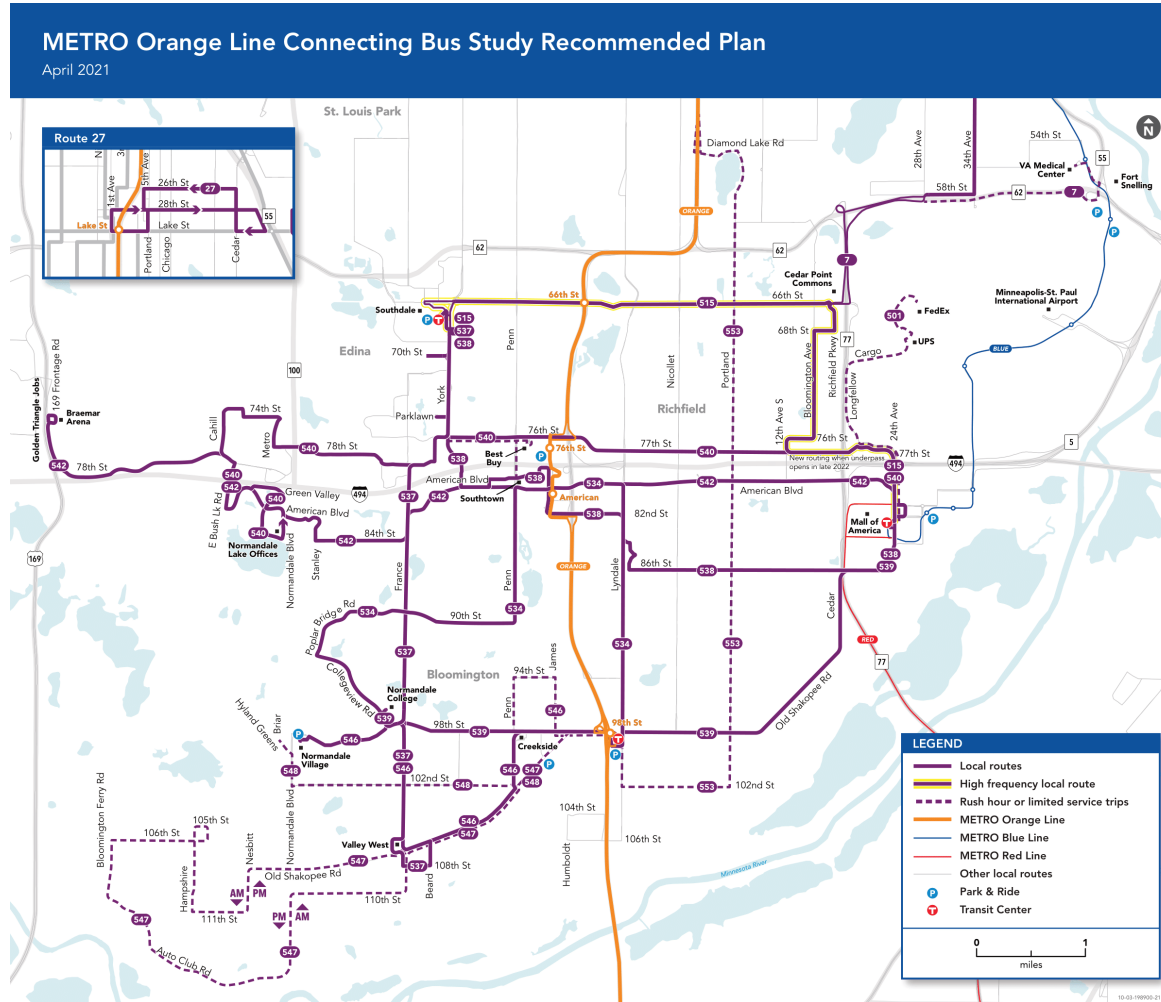 METRO Orange Line Connecting Bus Study Recommended Plan
April 2021
Route 27
N
3
5th Ave
1st Ave
26th St
27
28th St
55
Lake St
Lake St
Portland
Chicago
Cedar
St. Louis Park
N
Diamond Lake Rd
28th Ave
34th Ave
54th St
VA Medical
Center
55
Fort
Snelling
58th St
62
7
P
P
ORANGE
62
62
7
Cedar Point
Commons
66th St
515
66th St
Southdale
P
T
515
537
538
Minneapolis-St. Paul
International Airport
501
FedEx
UPS
Cargo
68th St
77
BLUE
553
Edina
70th St
Penn
York
Parklawn
Nicollet
Portland
Richfield
Bloomington Ave
Richfield Pkwy
Longfellow
12th Ave S
24th Ave
76th St
77th St
New routing when underpass
opens in late 2022
100
169 Frontage Rd
Golden Triangle Jobs
Braemar
Arena
542
78th St
Cahill
74th St
Metro
540
78th St
540
76th St
76th St
P
Best
Buy
77th St
540
5
494
515
540
540
542
540
Green Valley
494
American Blvd
E Bush Lk Rd
540
Normandale
Lake Offices
Normandale Blvd
Stanley
542
84th St
537
542
538
American Blvd
538
Southtown
534
American
538
542
American Blvd
542
82nd St
Mall of
America
T
P
86th St
538
538
539
169
ORANGE
France
Penn
Lyndale
Cedar
534
Poplar Bridge Rd
534
90th St
537
534
553
RED
77
Bloomington
94th St
James
Collegeview Rd
Normandale
College
539
98th St
539
Penn
546
98th St
T
P
539
Old Shakopee Rd
Hyland Greens
Briar
P
546
Normandale
Village
548
537
546
Creekside
546
547
548
P
102nd St
548
553
102nd St
Normandale Blvd
546
547
104th St
106th St
Humboldt
Bloomington Ferry Rd
105th St
106th St
Nesbitt
Hampshire
Valley West
537
108th St
Beard
547
Old Shakopee Rd
AM
PM
111th St
PM
AM
110th St
547
547
Auto Club Rd
Minnesota River
LEGEND
Local routes
High frequency local route
Rush hour or limited service trips
METRO Orange Line
METRO Blue Line
METRO Red Line
Other local routes
P
Park & Ride
T
Transit Center
0
1
miles
10-03-198900-21